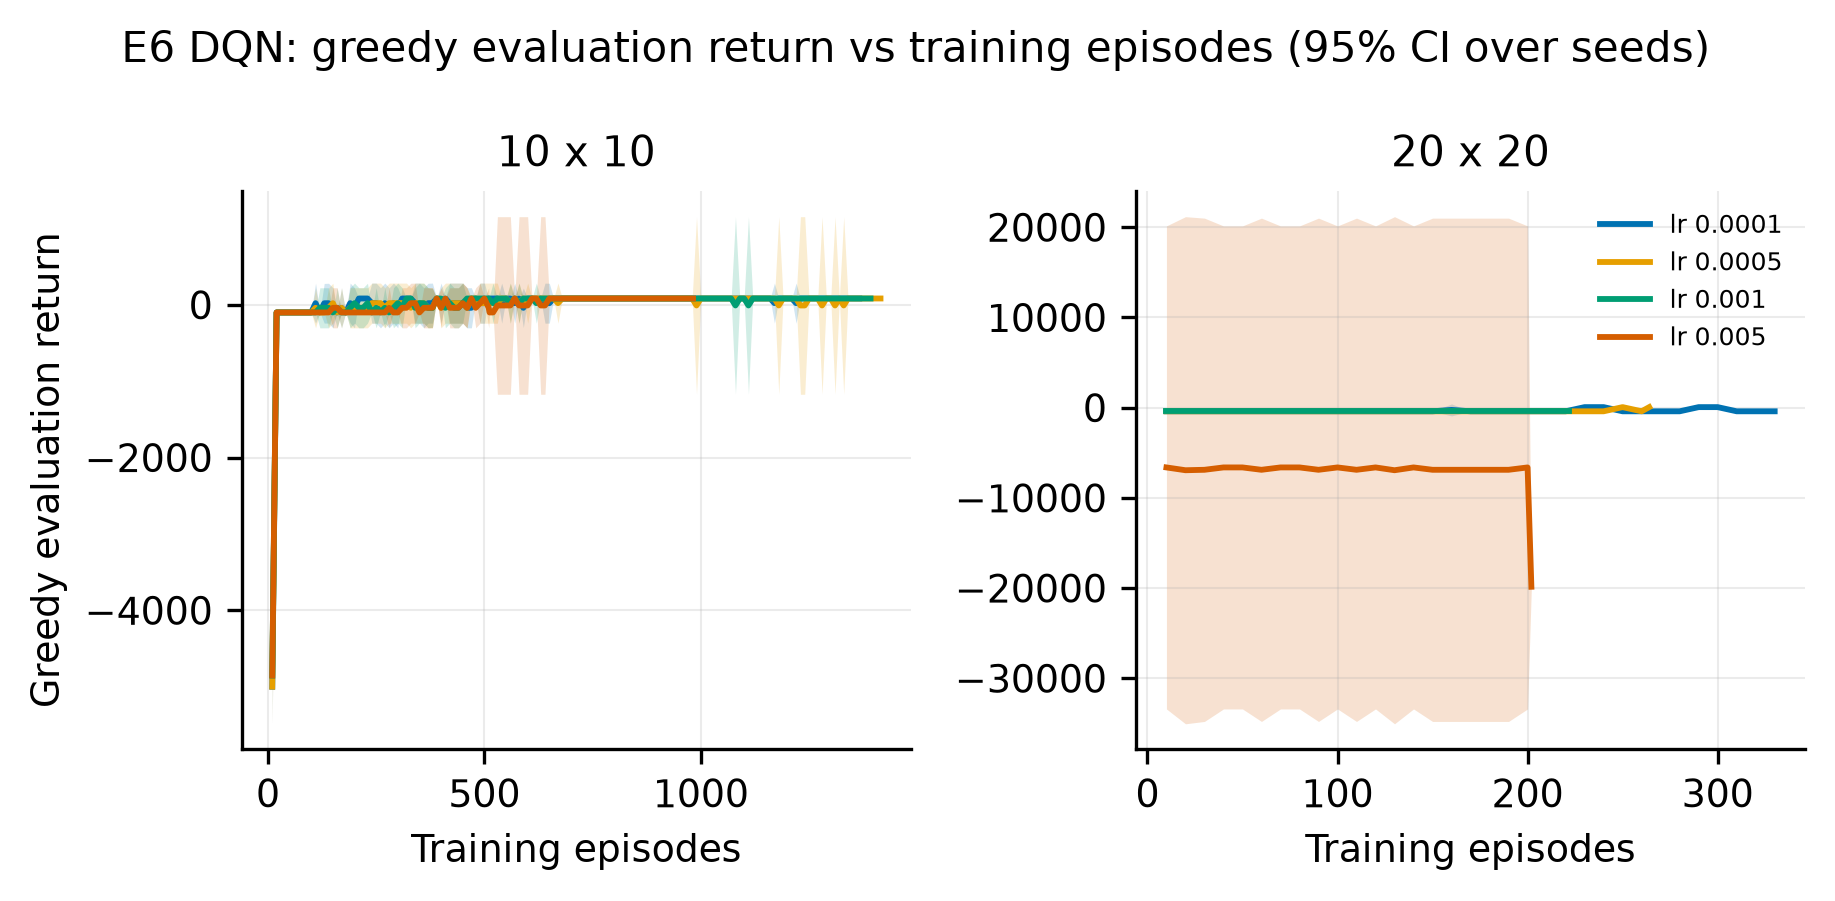 E6 DQN: greedy evaluation return vs training episodes (95% CI over seeds)
10 x 10
Greedy evaluation return
0
−2000
−4000
0 500 1000
Training episodes
20 x 20
20000
10000
0
−10000
−20000
−30000
lr 0.0001
lr 0.0005
lr 0.001
lr 0.005
0 100 200 300
Training episodes